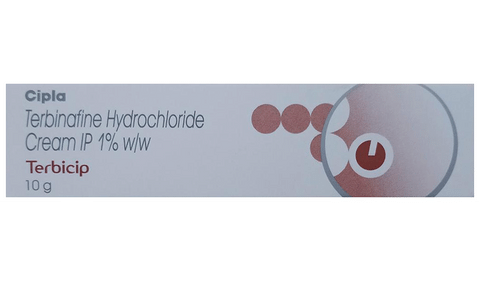 Cipla
Terbinafine Hydrochloride
Cream IP 1% w/w
Terbicip
10 g